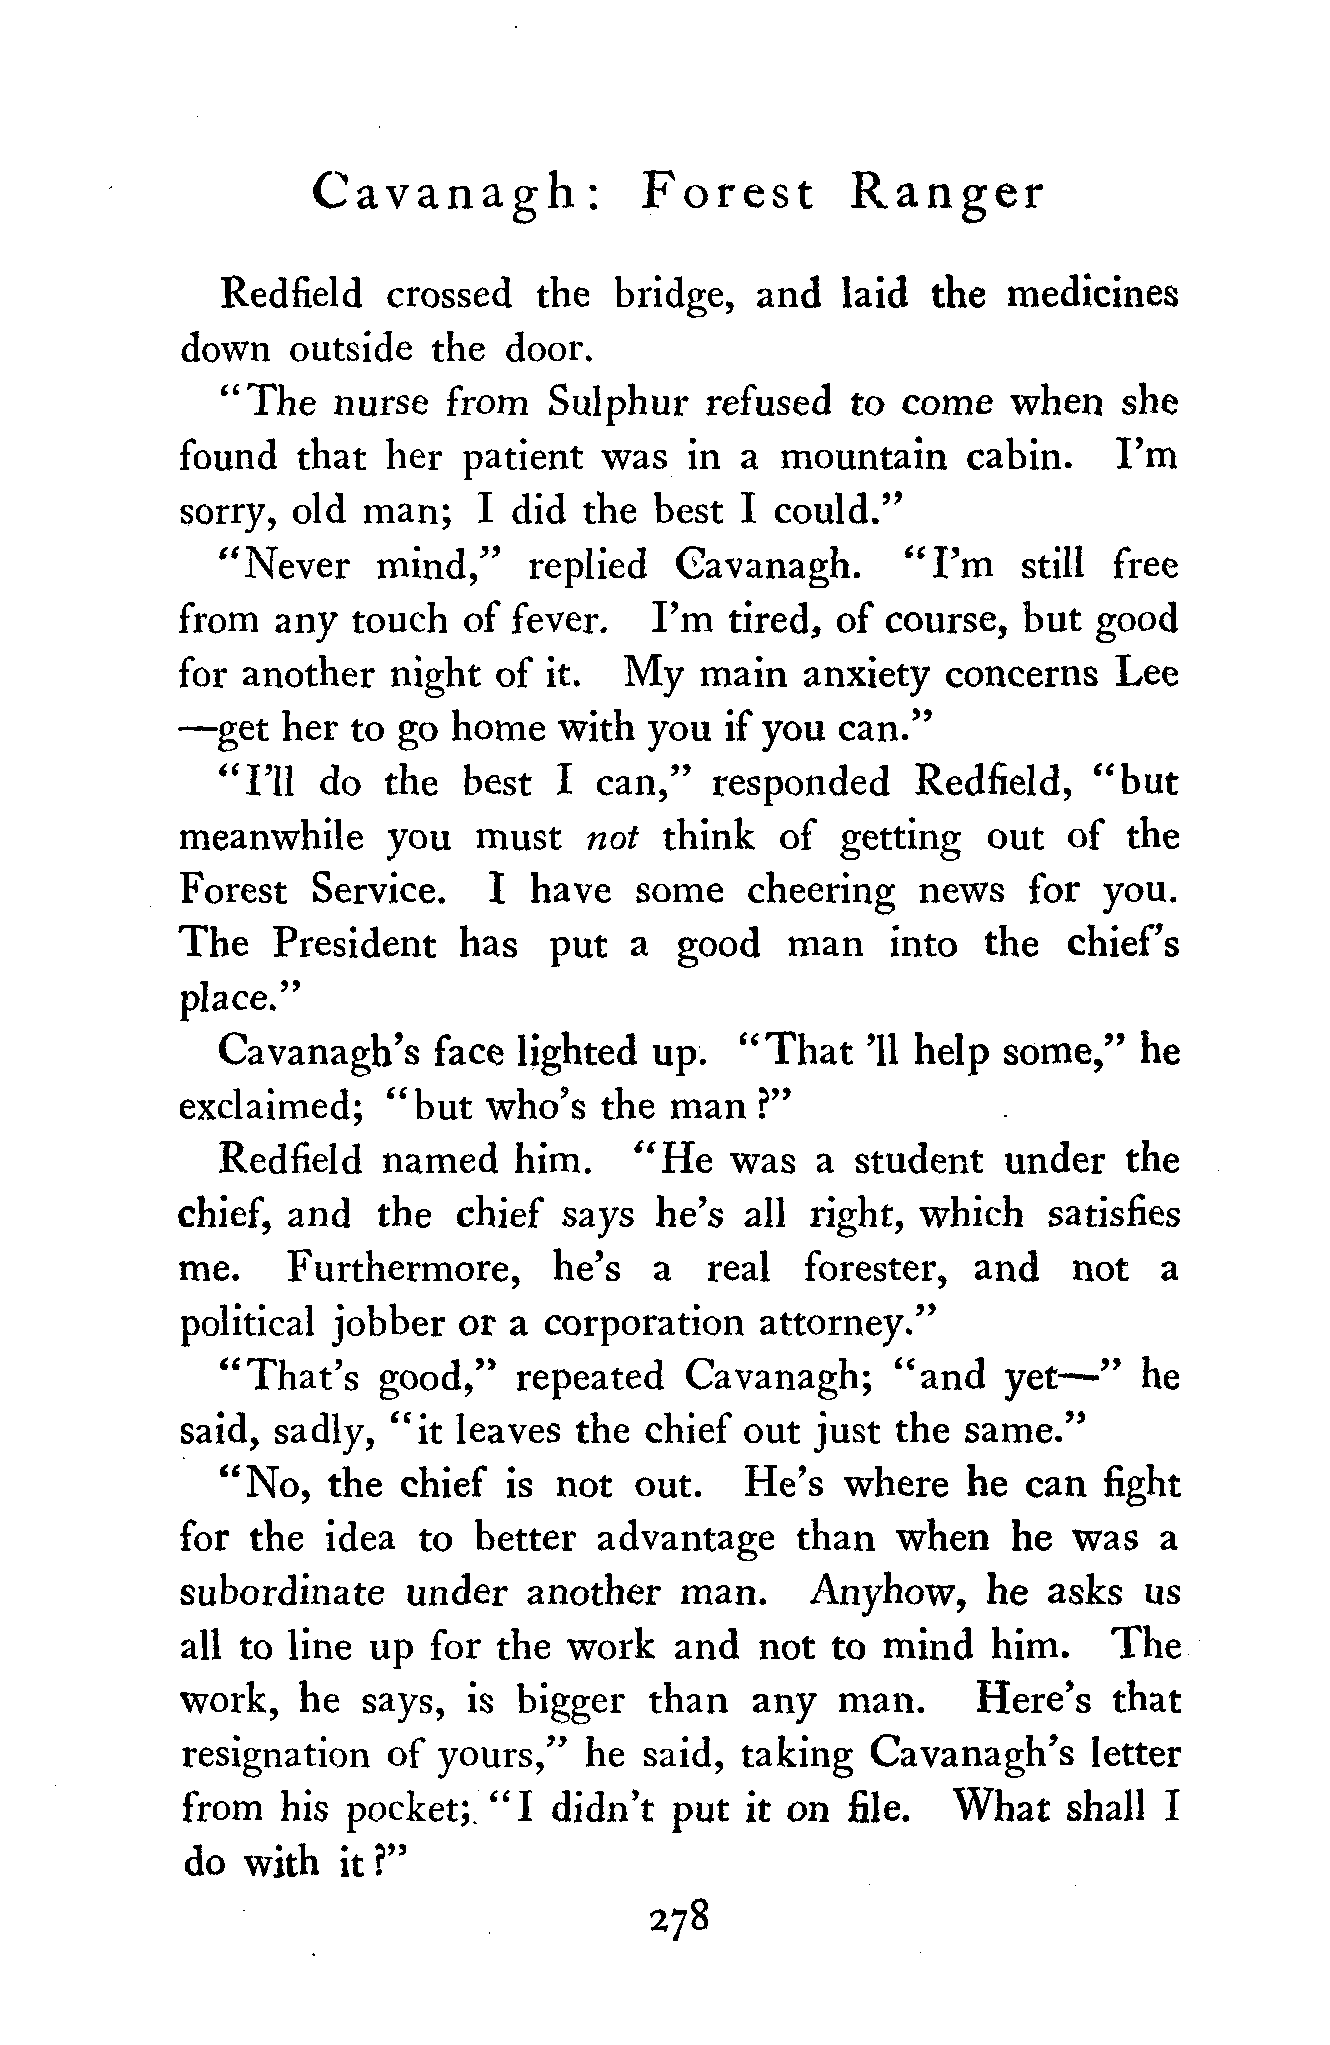 Cavanagh: Forest Ranger
Redfield crossed the bridge, and laid the medicines
down outside the door.
"The nurse from Sulphur refused to come when she
found that her patient was in a mountain cabin. I'm
sorry, old man; I did the best I could."
"Never mind," replied Cavanagh. "I'm still free
from any touch of fever. I'm tired, of course, but good
for another night of it. My main anxiety concerns Lee
—get her to go home with you if you can."
"I'll do the best I can," responded Redfield, "but
meanwhile you must not think of getting out of the
Forest Service. I have some cheering news for you.
The President has put a good man into the chief's
place."
Cavanagh's face lighted up. "That 'll help some," he
exclaimed; "but who's the man?"
Redfield named him. "He was a student under the
chief, and the chief says he's all right, which satisfies
me. Furthermore, he's a real forester, and not a
political jobber or a corporation attorney."
"That's good," repeated Cavanagh; "and yet—" he
said, sadly, "it leaves the chief out just the same."
"No, the chief is not out. He's where he can fight
for the idea to better advantage than when he was a
subordinate under another man. Anyhow, he asks us
all to line up for the work and not to mind him. The
work, he says, is bigger than any man. Here's that
resignation of yours," he said, taking Cavanagh's letter
from his pocket; "I didn't put it on file. What shall I
do with it?"
278